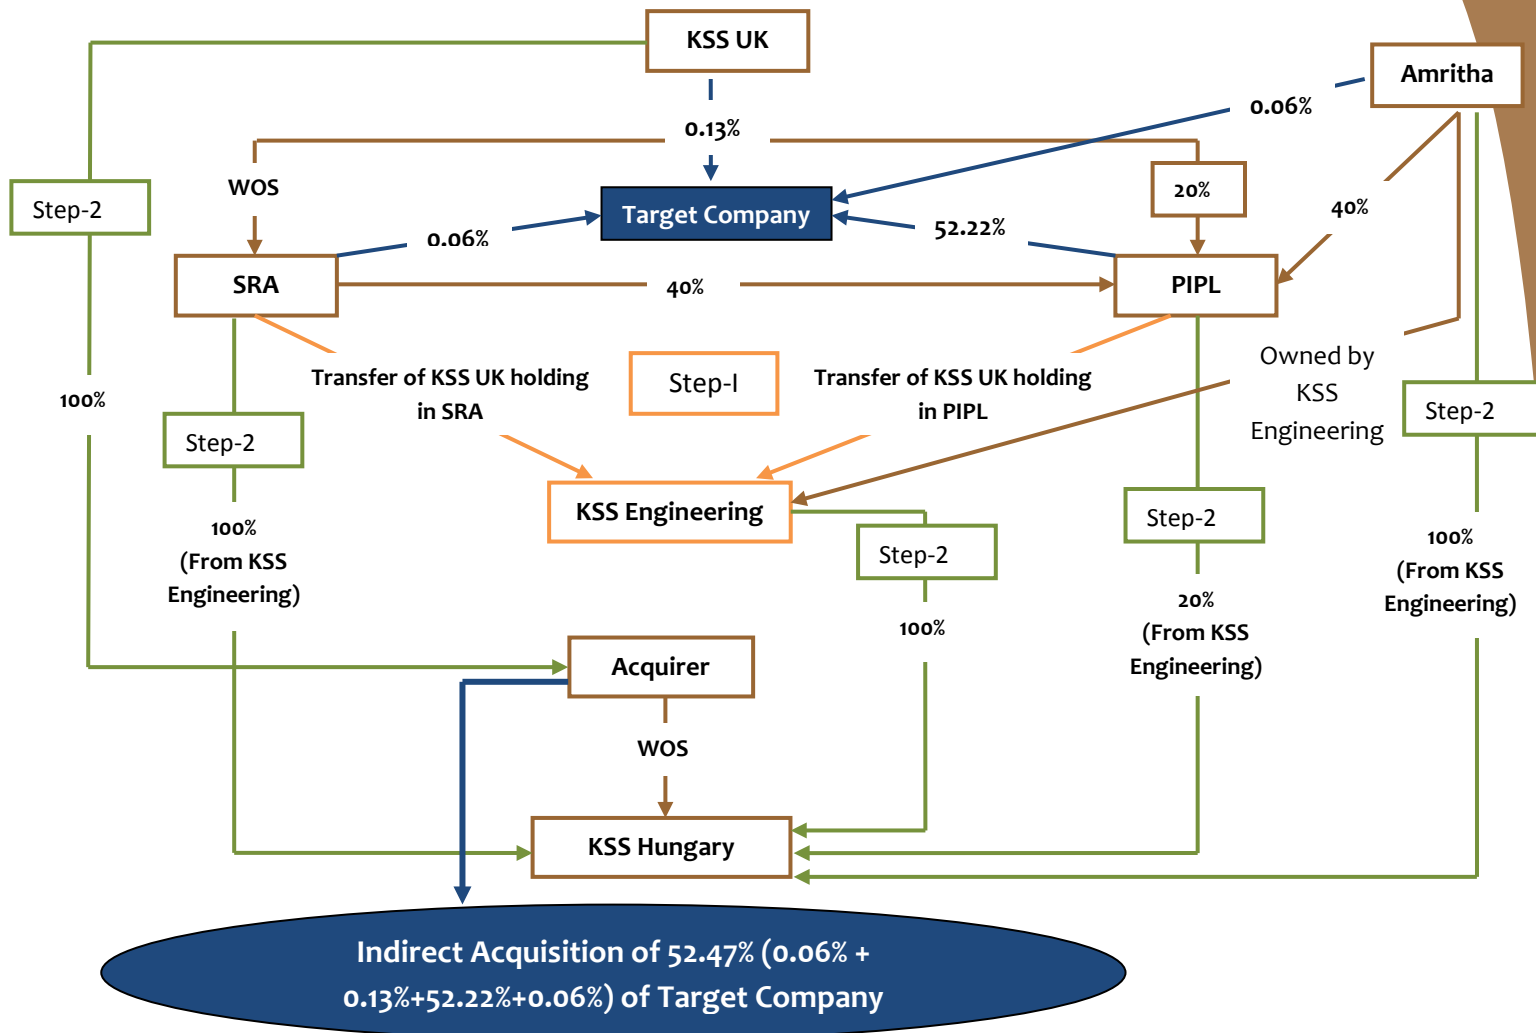 KSS UK
Amritha
0.06%
0.13%
WOS
Step-2
Target Company
20%
40%
0.06%
52.22%
SRA
40%
PIPL
Transfer of KSS UK holding
in SRA
Step-I
Transfer of KSS UK holding
in PIPL
Owned by
KSS
Engineering
100%
Step-2
Step-2
KSS Engineering
100%
(From KSS
Engineering)
Step-2
Step-2
100%
(From KSS
Engineering)
100%
20%
(From KSS
Engineering)
Acquirer
WOS
KSS Hungary
Indirect Acquisition of 52.47% (0.06% +
0.13%+52.22%+0.06%) of Target Company